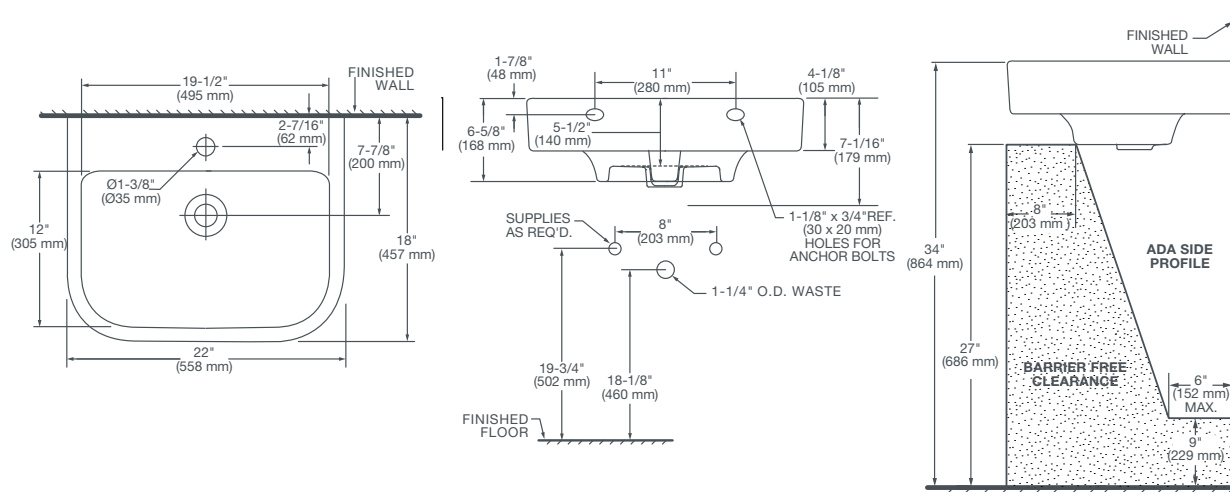 19-1/2"
(495 mm)
FINISHED
WALL
2-7/16"
(62 mm)
7-7/8"
(200 mm)
Ø1-3/8"
(Ø35 mm)
12"
(305 mm)
18"
(457 mm)
22"
(558 mm)
1-7/8"
(48 mm)
11"
(280 mm)
4-1/8"
(105 mm)
6-5/8"
(168 mm)
5-1/2"
(140 mm)
7-1/16"
(179 mm)
SUPPLIES
AS REQ'D.
8"
(203 mm)
1-1/8" x 3/4"REF.
(30 x 20 mm)
HOLES FOR
ANCHOR BOLTS
1-1/4" O.D. WASTE
19-3/4"
(502 mm)
18-1/8"
(460 mm)
FINISHED
FLOOR
FINISHED
WALL
8"
(203 mm)
34"
(864 mm)
ADA SIDE
PROFILE
27"
(686 mm)
BARRIER FREE
CLEARANCE
6"
(152 mm)
MAX.
9"
(229 mm)